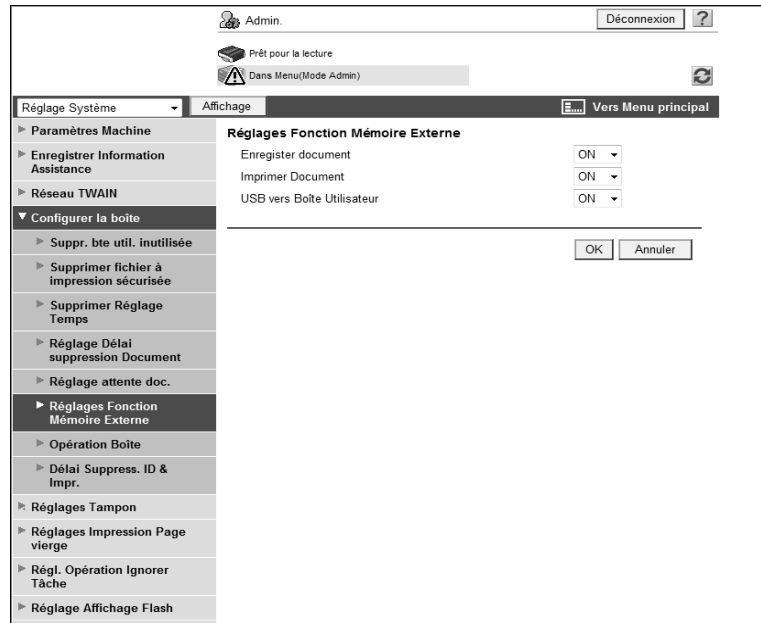 Admin.
Déconnexion
?
Prêt pour la lecture
Dans Menu(Mode Admin)
Réglage Système
Affichage
Vers Menu principal
Paramètres Machine
Enregistrer Information
Assistance
Réseau TWAIN
Configurer la boîte
Suppr. bte util. inutilisée
Supprimer fichier à
impression sécurisée
Supprimer Réglage
Temps
Réglage Délai
suppression Document
Réglage attente doc.
Réglages Fonction
Mémoire Externe
Opération Boîte
Délai Suppress. ID &
Impr.
Réglages Tampon
Réglages Impression Page
vierge
Régl. Opération Ignorer
Tâche
Réglage Affichage Flash
Réglages Fonction Mémoire Externe
Enregister document ON
Imprimer Document ON
USB vers Boîte Utilisateur ON
OK Annuler